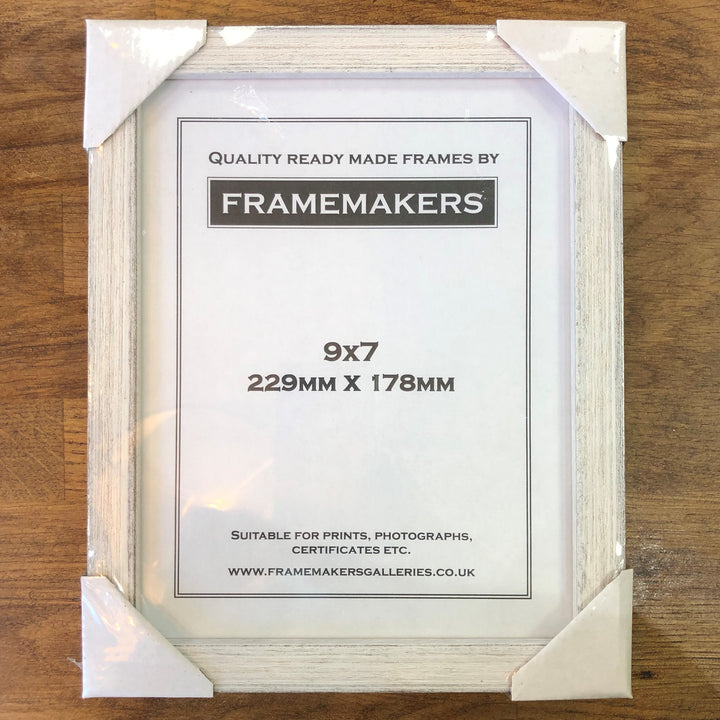 QUALITY READY MADE FRAMES BY
FRAMEMAKERS
9x7
229MM X 178MM
SUITABLE FOR PRINTS, PHOTOGRAPHS,
CERTIFICATES ETC.
WWW.FRAMEMAKERSGALLERIES.CO.UK